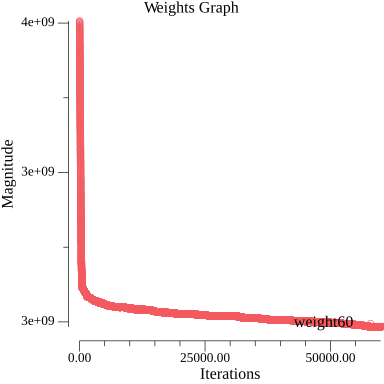 Weights Graph
4e+09
3e+09
3e+09
Magnitude
weight60
0.00
25000.00
50000.00
Iterations